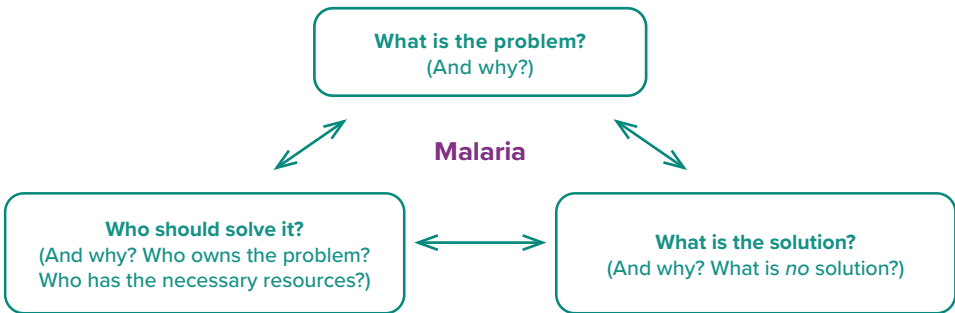 What is the problem?
(And why?)
Malaria
Who should solve it?
(And why? Who owns the problem?
Who has the necessary resources?)
What is the solution?
(And why? What is no solution?)